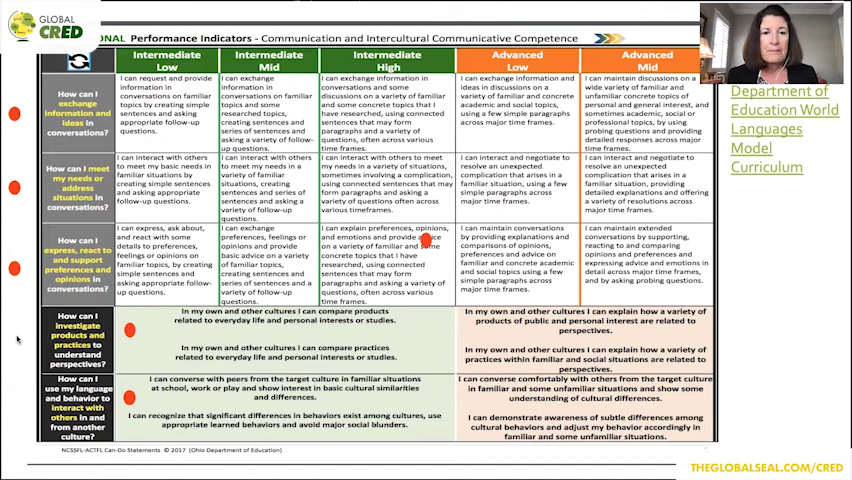 GLOBAL
CRED
ONAL Performance Indicators - Communication and Intercultural Communicative Competence
Intermediate
Low
Intermediate
Mid
Intermediate
High
Advanced
Low
Advanced
Mid
How can I
exchange
information and
ideas in
conversations?
I can request and provide
information in
conversations on familiar
topics by creating simple
sentences and asking
appropriate follow-up
questions.
I can exchange
information in
conversations on familiar
topics and some
researched topics,
creating sentences and
series of sentences and
asking a variety of follow-
up questions.
I can exchange information in
conversations and some
discussions on a variety of familiar
and some concrete topics that I
have researched, using connected
sentences that may form
paragraphs and a variety of
questions, often across various
time frames.
I can exchange information and
ideas in discussions on a
variety of familiar and concrete
academic and social topics,
using a few simple paragraphs
across major time frames.
I can maintain discussions on a
wide variety of familiar and
unfamiliar concrete topics of
personal and general interest, and
sometimes academic, social or
professional topics, by using
probing questions and providing
detailed responses across major
time frames.
How can I meet
my needs or
address
situations in
conversations?
I can interact with others
to meet my basic needs in
familiar situations by
creating simple sentences
and asking appropriate
follow-up questions.
I can interact with others
to meet my needs in a
variety of familiar
situations, creating
sentences and series of
sentences and asking a
variety of follow-up
questions.
I can interact with others to meet
my needs in a variety of situations,
sometimes involving a complication,
using connected sentences that may
form paragraphs and asking a
variety of questions often across
various timeframes.
I can interact and negotiate to
resolve an unexpected
complication that arises in a
familiar situation, using a few
simple paragraphs across
major time frames.
I can interact and negotiate to
resolve an unexpected
complication that arises in a
familiar situation, providing
detailed explanations and offering
a variety of resolutions across
major time frames.
How can I
express, react to
and support
preferences and
opinions in
conversations?
I can express, ask about,
and react with some
details to preferences,
feelings or opinions on
familiar topics, by creating
simple sentences and
asking appropriate follow-
up questions.
I can exchange
preferences, feelings or
opinions and provide
basic advice on a variety
of familiar topics,
creating sentences and
series of sentences and
a variety of follow-up
questions.
I can explain preferences, opinions,
and emotions and provide advice
on a variety of familiar and some
concrete topics that I have
researched, using connected
sentences that may form
paragraphs and asking a variety of
questions, often across various
time frames.
I can maintain conversations
by providing explanations and
comparisons of opinions,
preferences and advice on
familiar and concrete academic
and social topics using a few
simple paragraphs across
major time frames.
I can maintain extended
conversations by supporting,
reacting to and comparing
opinions and preferences and
expressing advice and emotions in
detail across major time frames,
and by asking probing questions.
How can I
investigate
products and
practices to
understand
perspectives?
In my own and other cultures I can compare products
related to everyday life and personal interests or studies.
In my own and other cultures I can compare practices
related to everyday life and personal interests or studies.
In my own and other cultures I can explain how a variety of
products of public and personal interest are related to
perspectives.
In my own and other cultures I can explain how a variety of
practices within familiar and social situations are related to
perspectives.
How can I
use my language
and behavior to
interact with
others in and
from another
culture?
I can converse with peers from the target culture in familiar situations
at school, work or play and show interest in basic cultural similarities
and differences.
I can recognize that significant differences in behaviors exist among cultures, use
appropriate learned behaviors and avoid major social blunders.
I can converse comfortably with others from the target culture
in familiar and some unfamiliar situations and show some
understanding of cultural differences.
I can demonstrate awareness of subtle differences among
cultural behaviors and adjust my behavior accordingly in
familiar and some unfamiliar situations.
NCSSFL-ACTFL Can-Do Statements © 2017 (Ohio Department of Education)
Department of
Education World
Languages
Model
Curriculum
THEGLOBALSEAL.COM/CRED